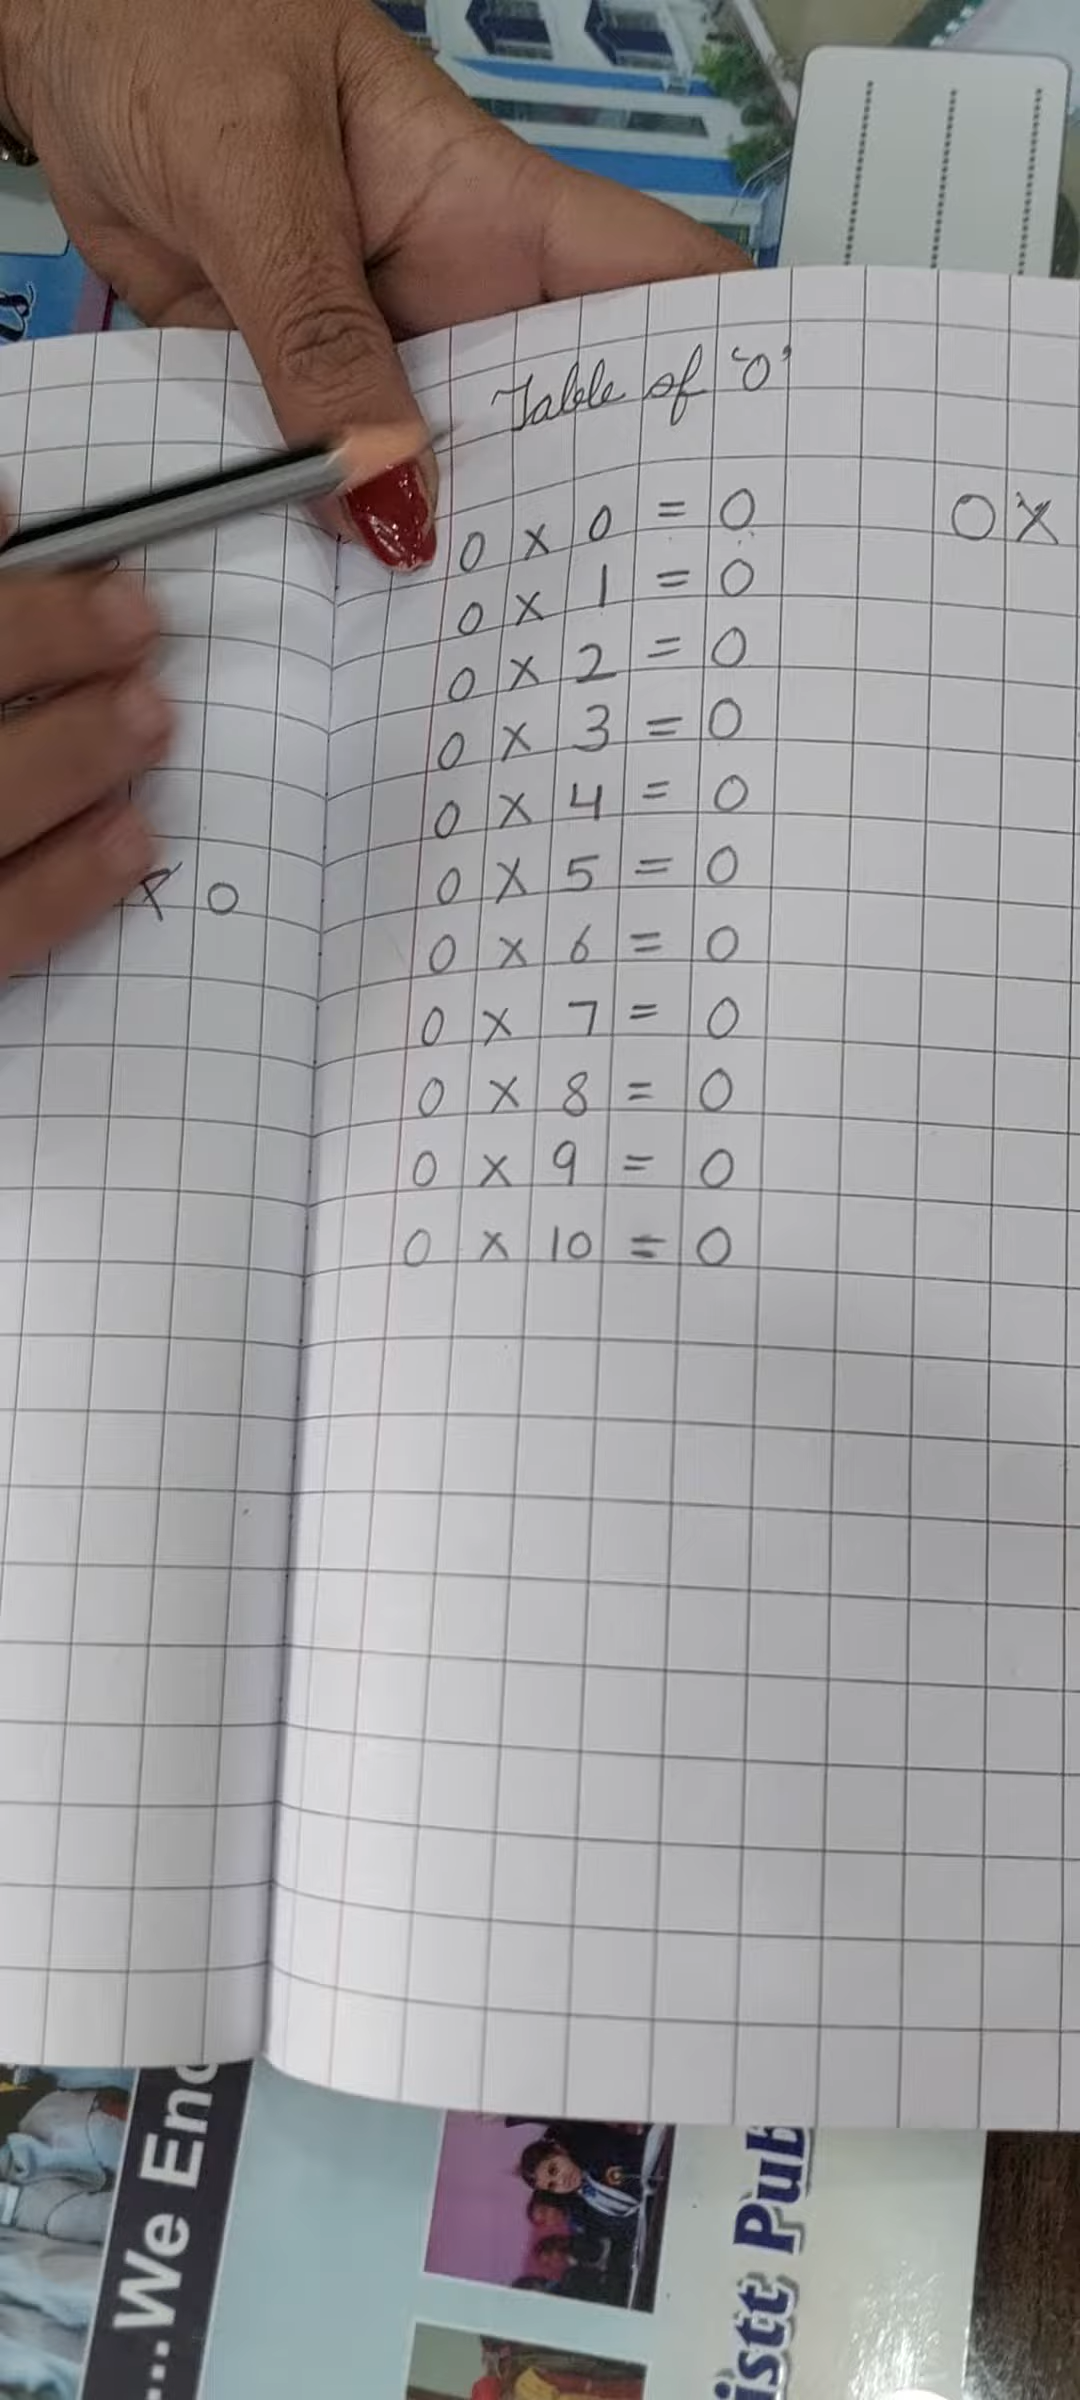 Table of '0'
0 x 0 = 0
0 x
0 x 1 = 0
0 x 2 = 0
0 x 3 = 0
0 x 4 = 0
0 x 5 = 0
x 0
0 x 6 = 0
0 x 7 = 0
0 x 8 = 0
0 x 9 = 0
0 x 10 = 0
...We Enc
istt Pub